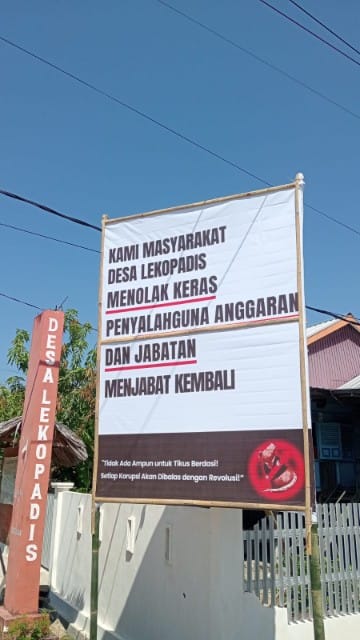 KAMI MASYARAKAT
DESA LEKOPADIS
MENOLAK KERAS
PENYALAHGUNA ANGGARAN
DAN JABATAN
MENJABAT KEMBALI
"Tidak Ada Ampun untuk Tikus Berdasi!
Setiap Korupsi Akan Dibalas dengan Revolusi!"
DESA LEKOPADIS